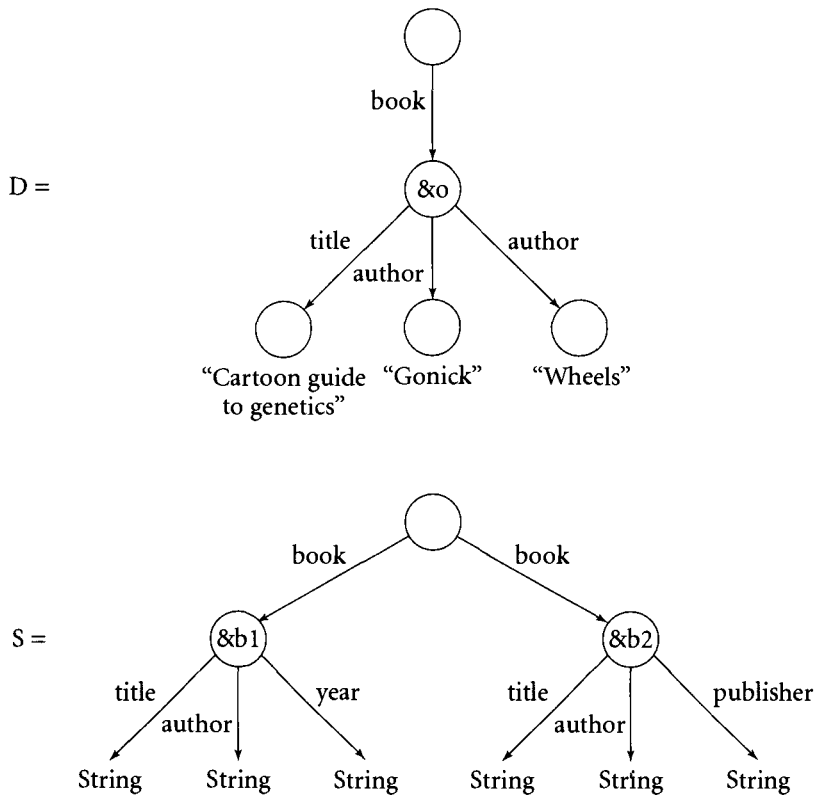 book
D =
&o
title
author
author
“Cartoon guide
to genetics”
“Gonick”
“Wheels”
book
book
S =
&b1
&b2
title
author
year
title
author
publisher
String
String
String
String
String
String